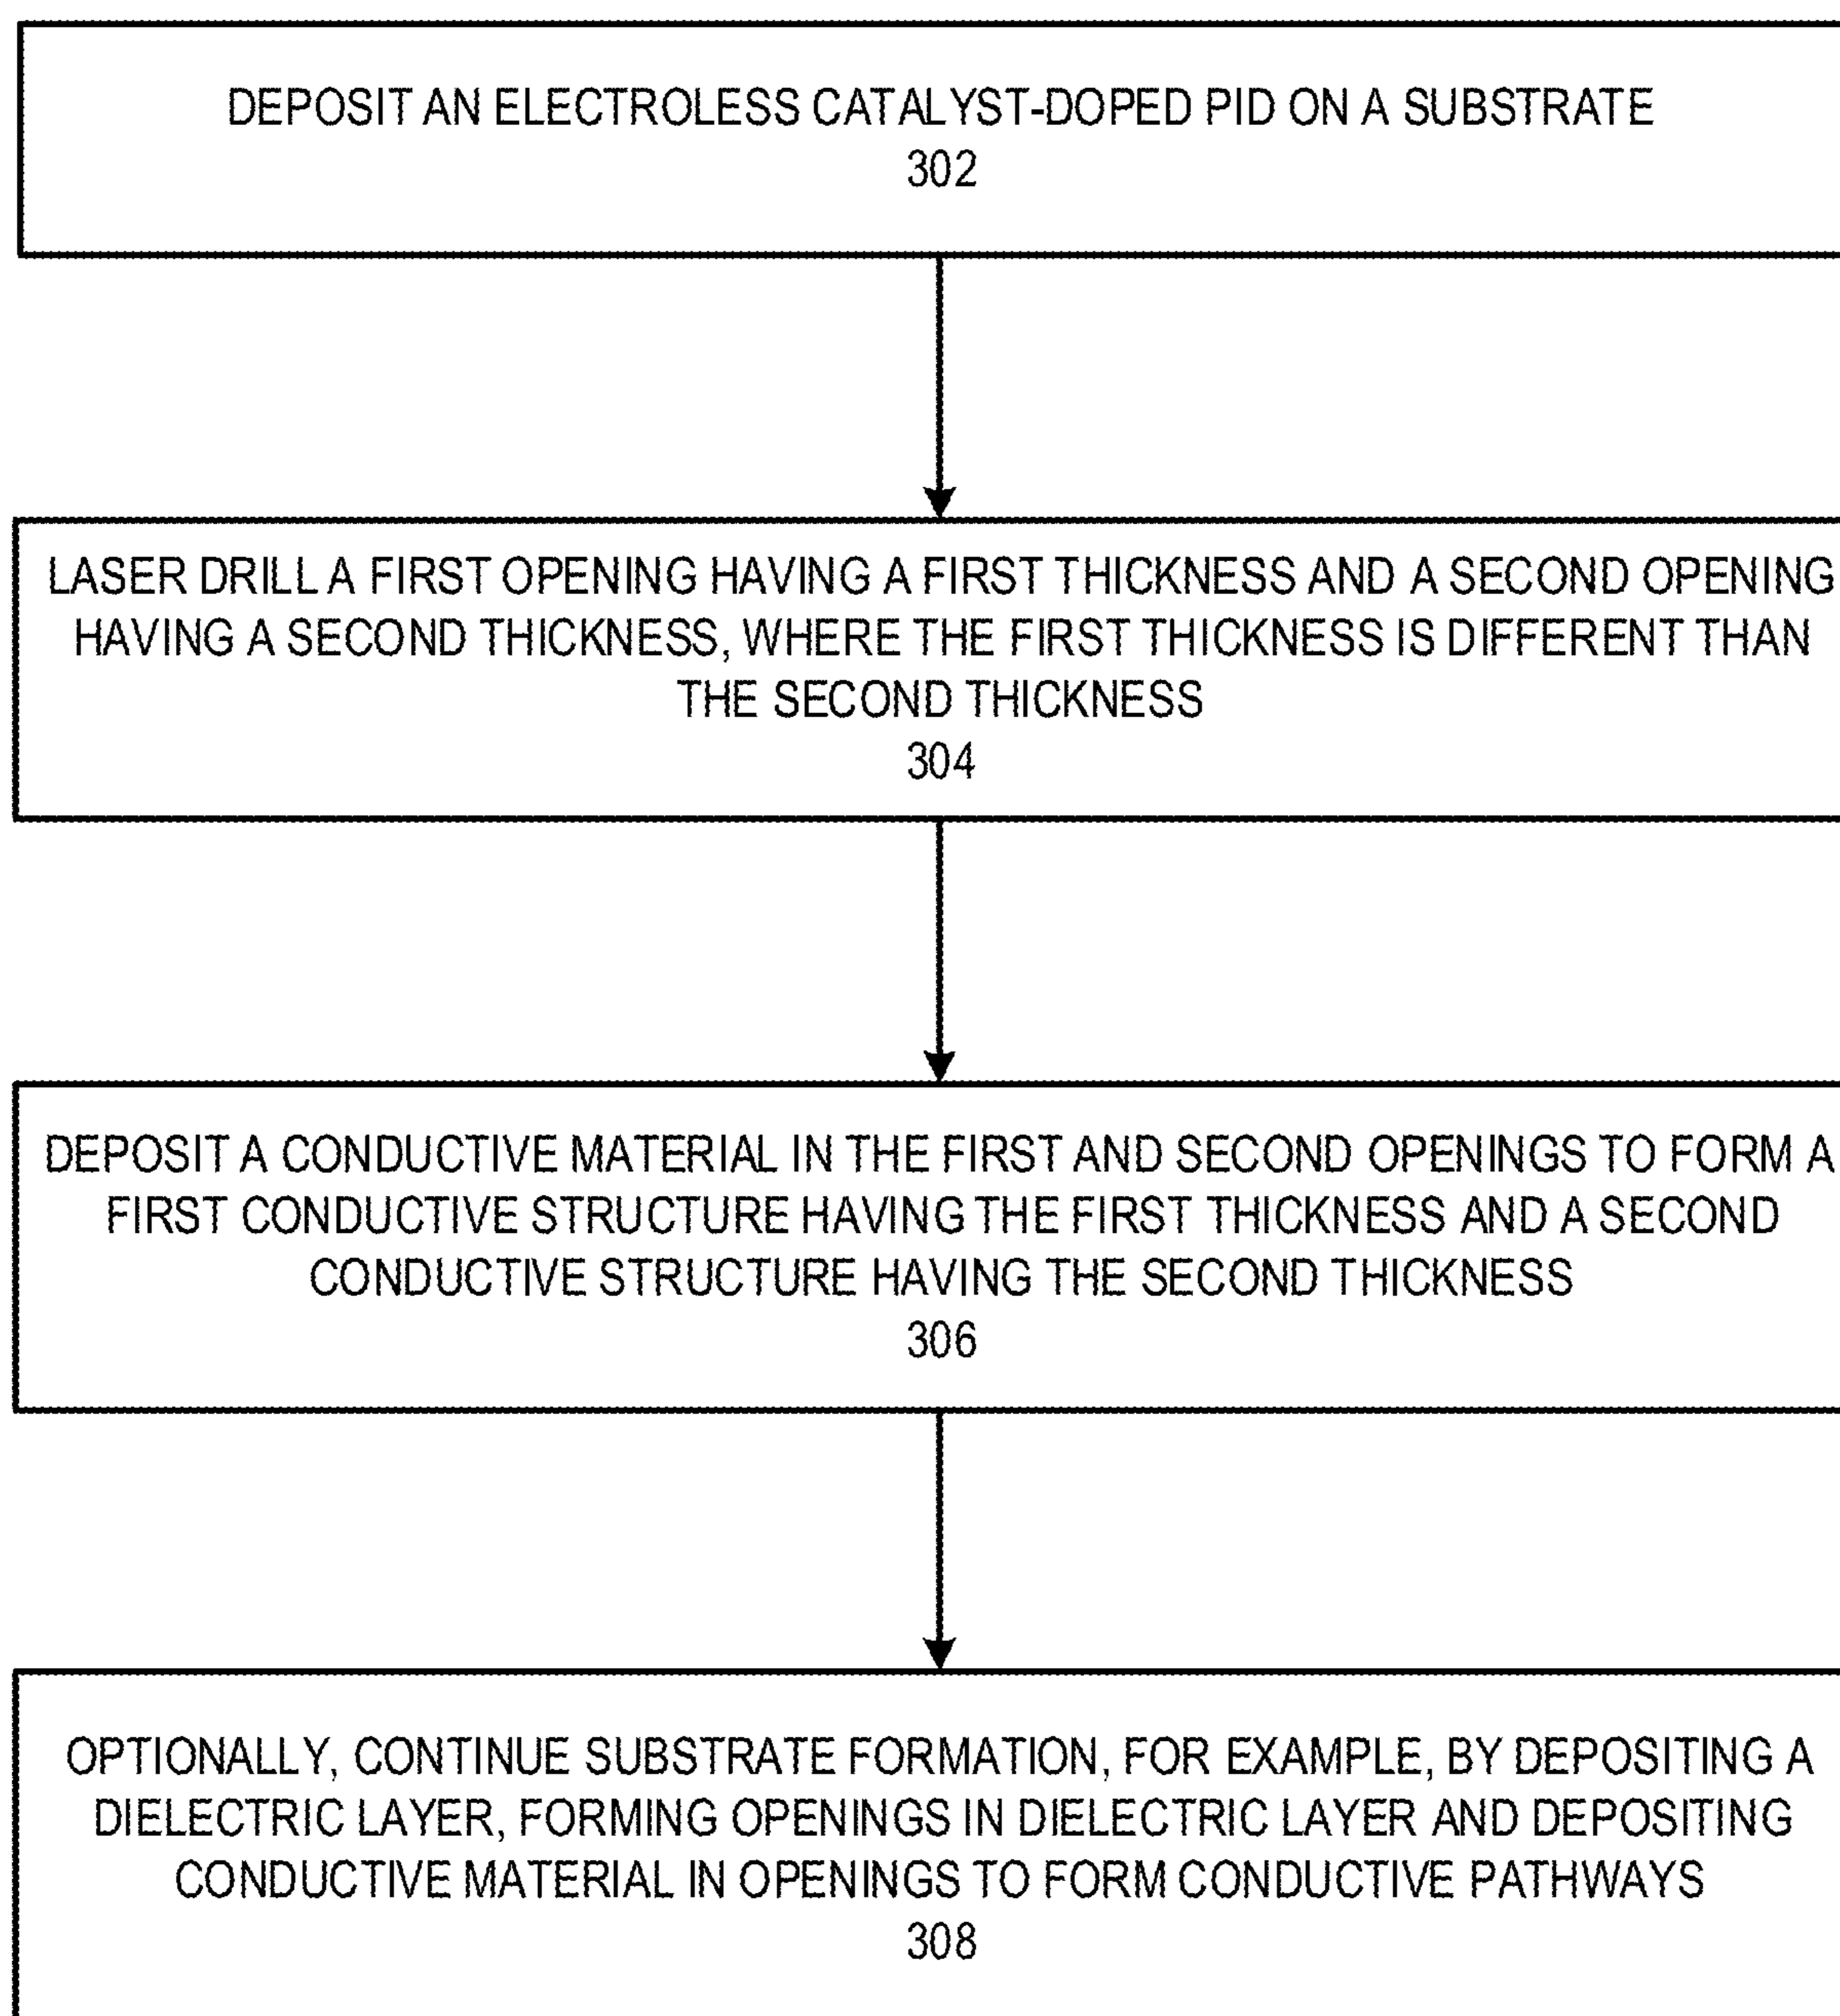 DEPOSIT AN ELECTROLESS CATALYST-DOPED PID ON A SUBSTRATE
302
LASER DRILL A FIRST OPENING HAVING A FIRST THICKNESS AND A SECOND OPENING
HAVING A SECOND THICKNESS, WHERE THE FIRST THICKNESS IS DIFFERENT THAN
THE SECOND THICKNESS
304
DEPOSIT A CONDUCTIVE MATERIAL IN THE FIRST AND SECOND OPENINGS TO FORM A
FIRST CONDUCTIVE STRUCTURE HAVING THE FIRST THICKNESS AND A SECOND
CONDUCTIVE STRUCTURE HAVING THE SECOND THICKNESS
306
OPTIONALLY, CONTINUE SUBSTRATE FORMATION, FOR EXAMPLE, BY DEPOSITING A
DIELECTRIC LAYER, FORMING OPENINGS IN DIELECTRIC LAYER AND DEPOSITING
CONDUCTIVE MATERIAL IN OPENINGS TO FORM CONDUCTIVE PATHWAYS
308